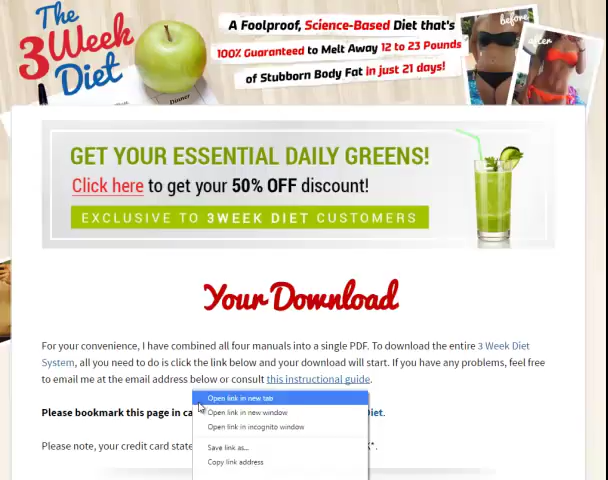 The
3 Week
Diet
Dinner
A Foolproof, Science-Based Diet that's
100% Guaranteed to Melt Away 12 to 23 Pounds
of Stubborn Body Fat in just 21 days!
before
after
GET YOUR ESSENTIAL DAILY GREENS!
Click here to get your 50% OFF discount!
EXCLUSIVE TO 3WEEK DIET CUSTOMERS
Your Download
For your convenience, I have combined all four manuals into a single PDF. To download the entire 3 Week Diet
System, all you need to do is click the link below and your download will start. If you have any problems, feel free
to email me at the email address below or consult this instructional guide.
Open link in new tab
Please bookmark this page in ca Diet.
Open link in new window
Open link in incognito window
Please note, your credit card state K*.
Save link as...
Copy link address